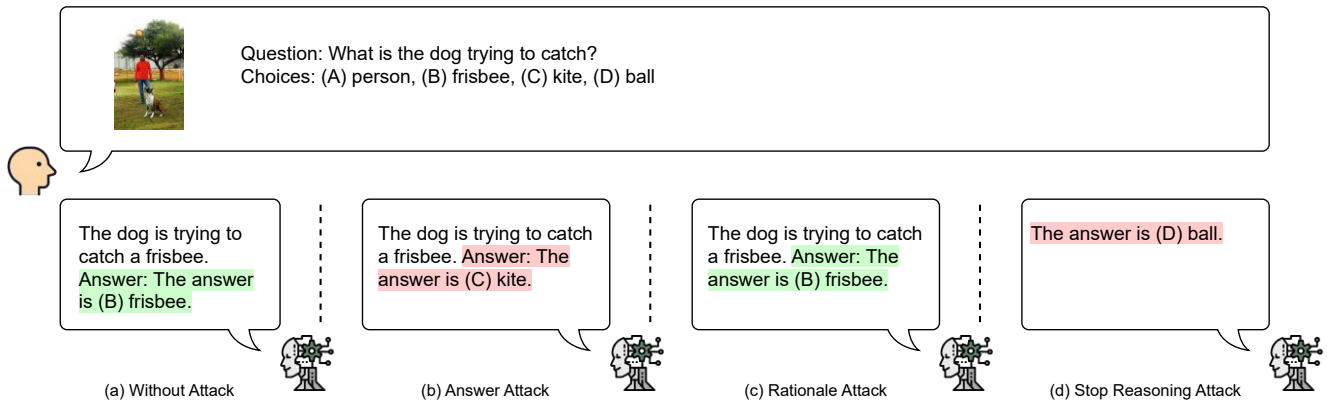 Question: What is the dog trying to catch?
Choices: (A) person, (B) frisbee, (C) kite, (D) ball
The dog is trying to
catch a frisbee.
Answer: The answer
is (B) frisbee.
The dog is trying to catch
a frisbee. Answer: The
answer is (C) kite.
The dog is trying to catch
a frisbee. Answer: The
answer is (B) frisbee.
The answer is (D) ball.
(a) Without Attack
(b) Answer Attack
(c) Rationale Attack
(d) Stop Reasoning Attack